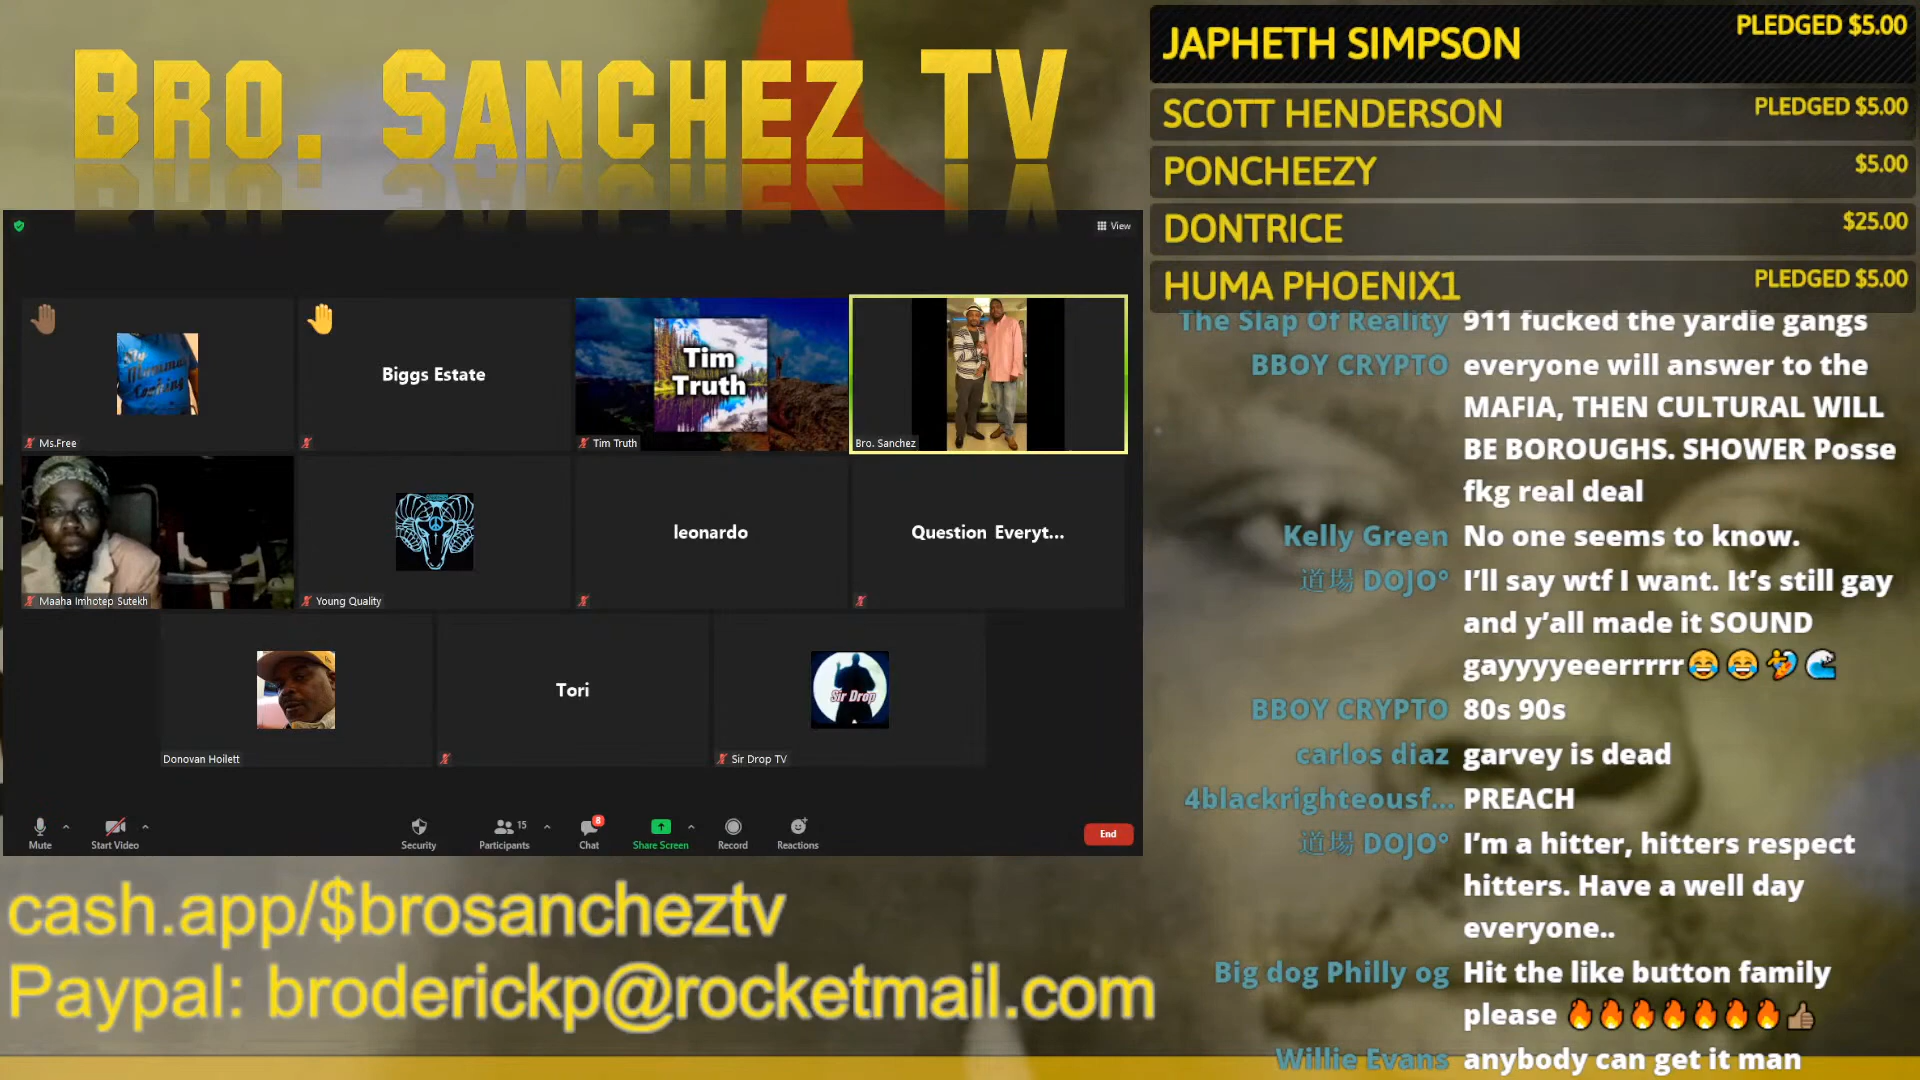 BRO. SANCHEZ TV
View
Ms.Free
Biggs Estate
Tim
Truth
Tim Truth
Bro. Sanchez
Maaha Imhotep Sutekh
Young Quality
leonardo
Question Everyt...
Donovan Hoilett
Tori
Sir Drop
Sir Drop TV
Mute
Start Video
Security
15
Participants
8
Chat
Share Screen
Record
Reactions
End
cash.app/$brosancheztv
Paypal: broderickp@rocketmail.com
JAPHETH SIMPSON PLEDGED $5.00
SCOTT HENDERSON PLEDGED $5.00
PONCHEEZY $5.00
DONTRICE $25.00
HUMA PHOENIX1 PLEDGED $5.00
The Slap Of Reality 911 fucked the yardie gangs
BBOY CRYPTO everyone will answer to the
MAFIA, THEN CULTURAL WILL
BE BOROUGHS. SHOWER Posse
fkg real deal
Kelly Green No one seems to know.
道場 DOJO° I’ll say wtf I want. It’s still gay
and y’all made it SOUND
gayyyyeeerrrrr😂😂🏄🌊
BBOY CRYPTO 80s 90s
carlos diaz garvey is dead
4blackrighteousf... PREACH
道場 DOJO° I’m a hitter, hitters respect
hitters. Have a well day
everyone..
Big dog Philly og Hit the like button family
please 🔥🔥🔥🔥🔥🔥🔥👍🏽
Willie Evans anybody can get it man